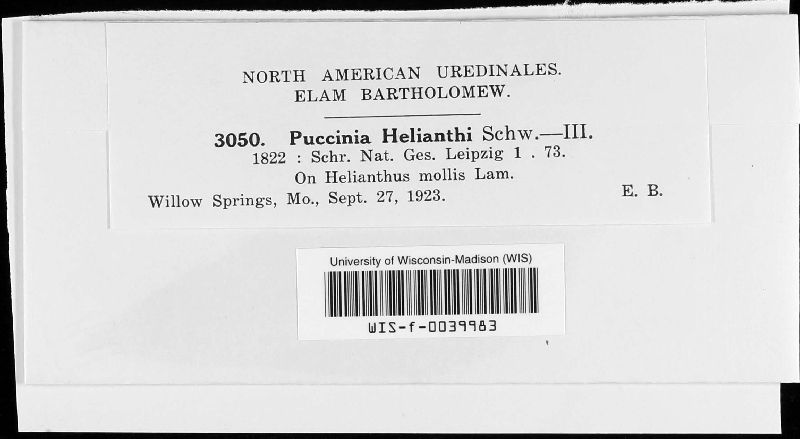 NORTH AMERICAN UREDINALES.
ELAM BARTHOLOMEW.
3050. Puccinia Helianthi Schw.—III.
1822 : Schr. Nat. Ges. Leipzig 1 . 73.
On Helianthus mollis Lam.
Willow Springs, Mo., Sept. 27, 1923. E. B.
University of Wisconsin-Madison (WIS)
WIS-f-0039983